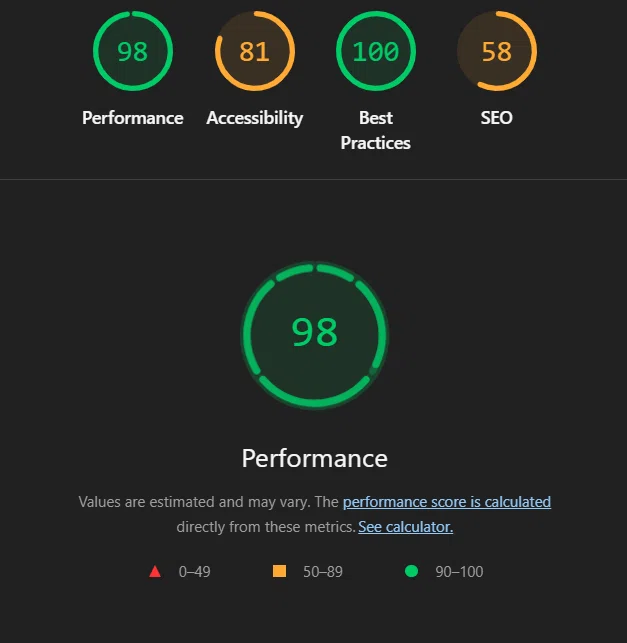 98
81
100
58
Performance
Accessibility
Best
Practices
SEO
98
Performance
Values are estimated and may vary. The performance score is calculated
directly from these metrics. See calculator.
0–49
50–89
90–100